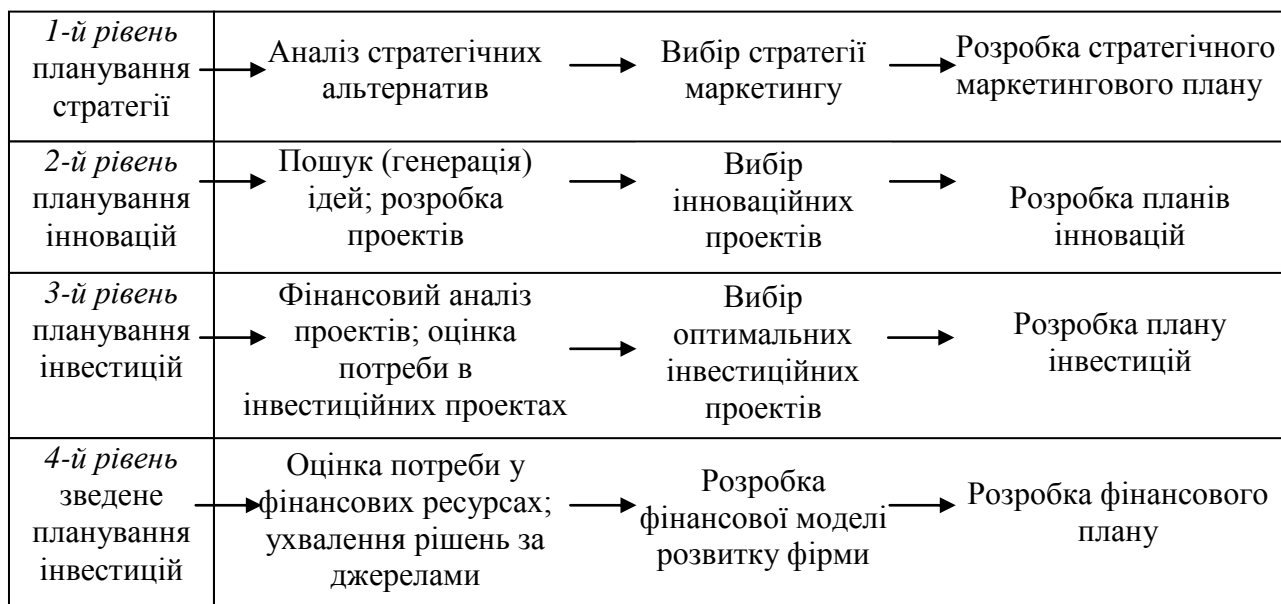 1-й рівень
планування
стратегії
Аналіз стратегічних
альтернатив
Вибір стратегії
маркетингу
Розробка стратегічного
маркетингового плану
2-й рівень
планування
інновацій
Пошук (генерація)
ідей; розробка
проектів
Вибір
інноваційних
проектів
Розробка планів
інновацій
3-й рівень
планування
інвестицій
Фінансовий аналіз
проектів; оцінка
потреби в
інвестиційних проектах
Вибір
оптимальних
інвестиційних
проектів
Розробка плану
інвестицій
4-й рівень
зведене
планування
інвестицій
Оцінка потреби у
фінансових ресурсах;
ухвалення рішень за
джерелами
Розробка
фінансової моделі
розвитку фірми
Розробка фінансового
плану